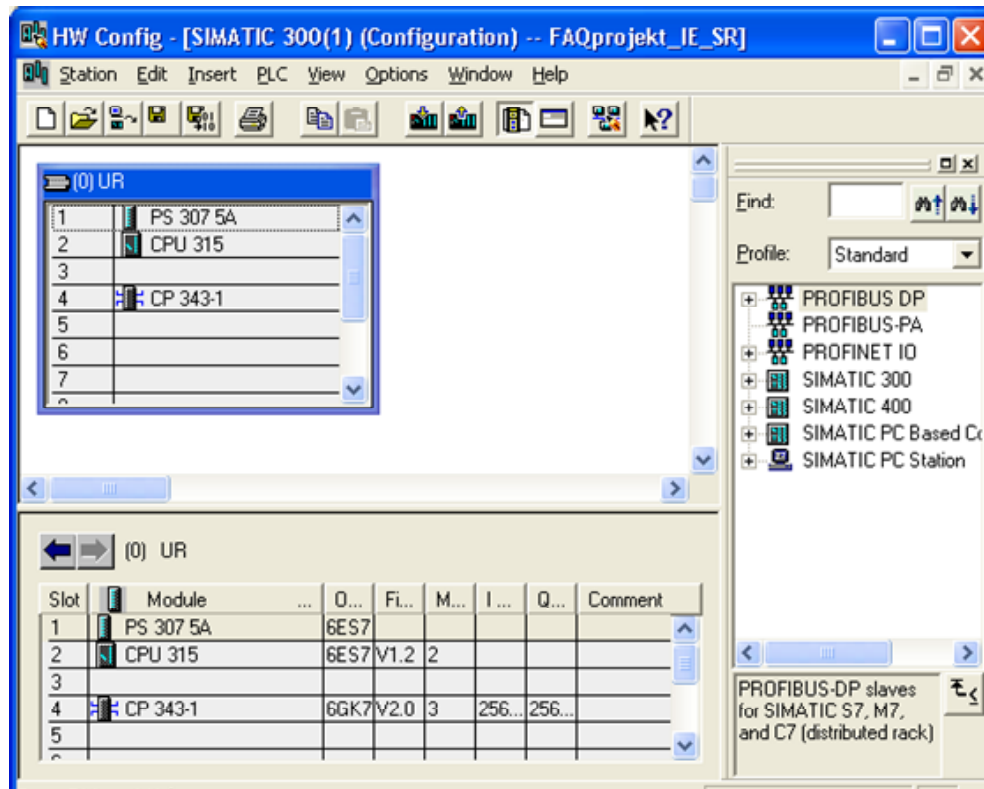 HW Config - [SIMATIC 300(1) (Configuration) -- FAQprojekt_IE_SR]
Station Edit Insert PLC View Options Window Help
(0) UR
1 PS 307 5A
2 CPU 315
3
4 CP 343-1
5
6
7
Find:
Profile: Standard
PROFIBUS DP
PROFIBUS-PA
PROFINET IO
SIMATIC 300
SIMATIC 400
SIMATIC PC Based Co
SIMATIC PC Station
(0) UR
Slot Module ... O... Fi... M... I ... Q... Comment
1 PS 307 5A 6ES7
2 CPU 315 6ES7 V1.2 2
3
4 CP 343-1 6GK7 V2.0 3 256... 256...
5
PROFIBUS-DP slaves
for SIMATIC S7, M7,
and C7 (distributed rack)